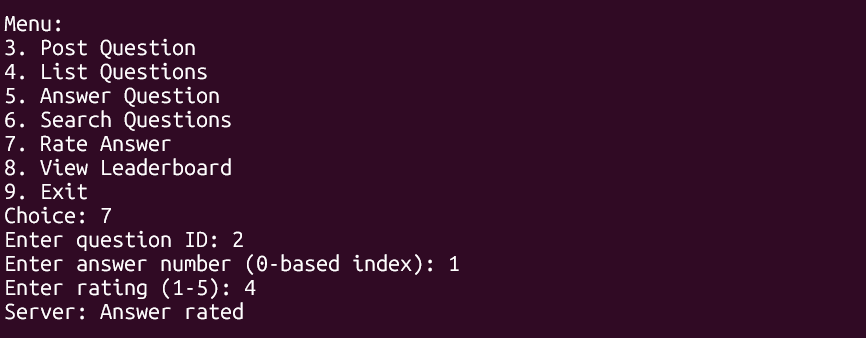 Menu:
3. Post Question
4. List Questions
5. Answer Question
6. Search Questions
7. Rate Answer
8. View Leaderboard
9. Exit
Choice: 7
Enter question ID: 2
Enter answer number (0-based index): 1
Enter rating (1-5): 4
Server: Answer rated